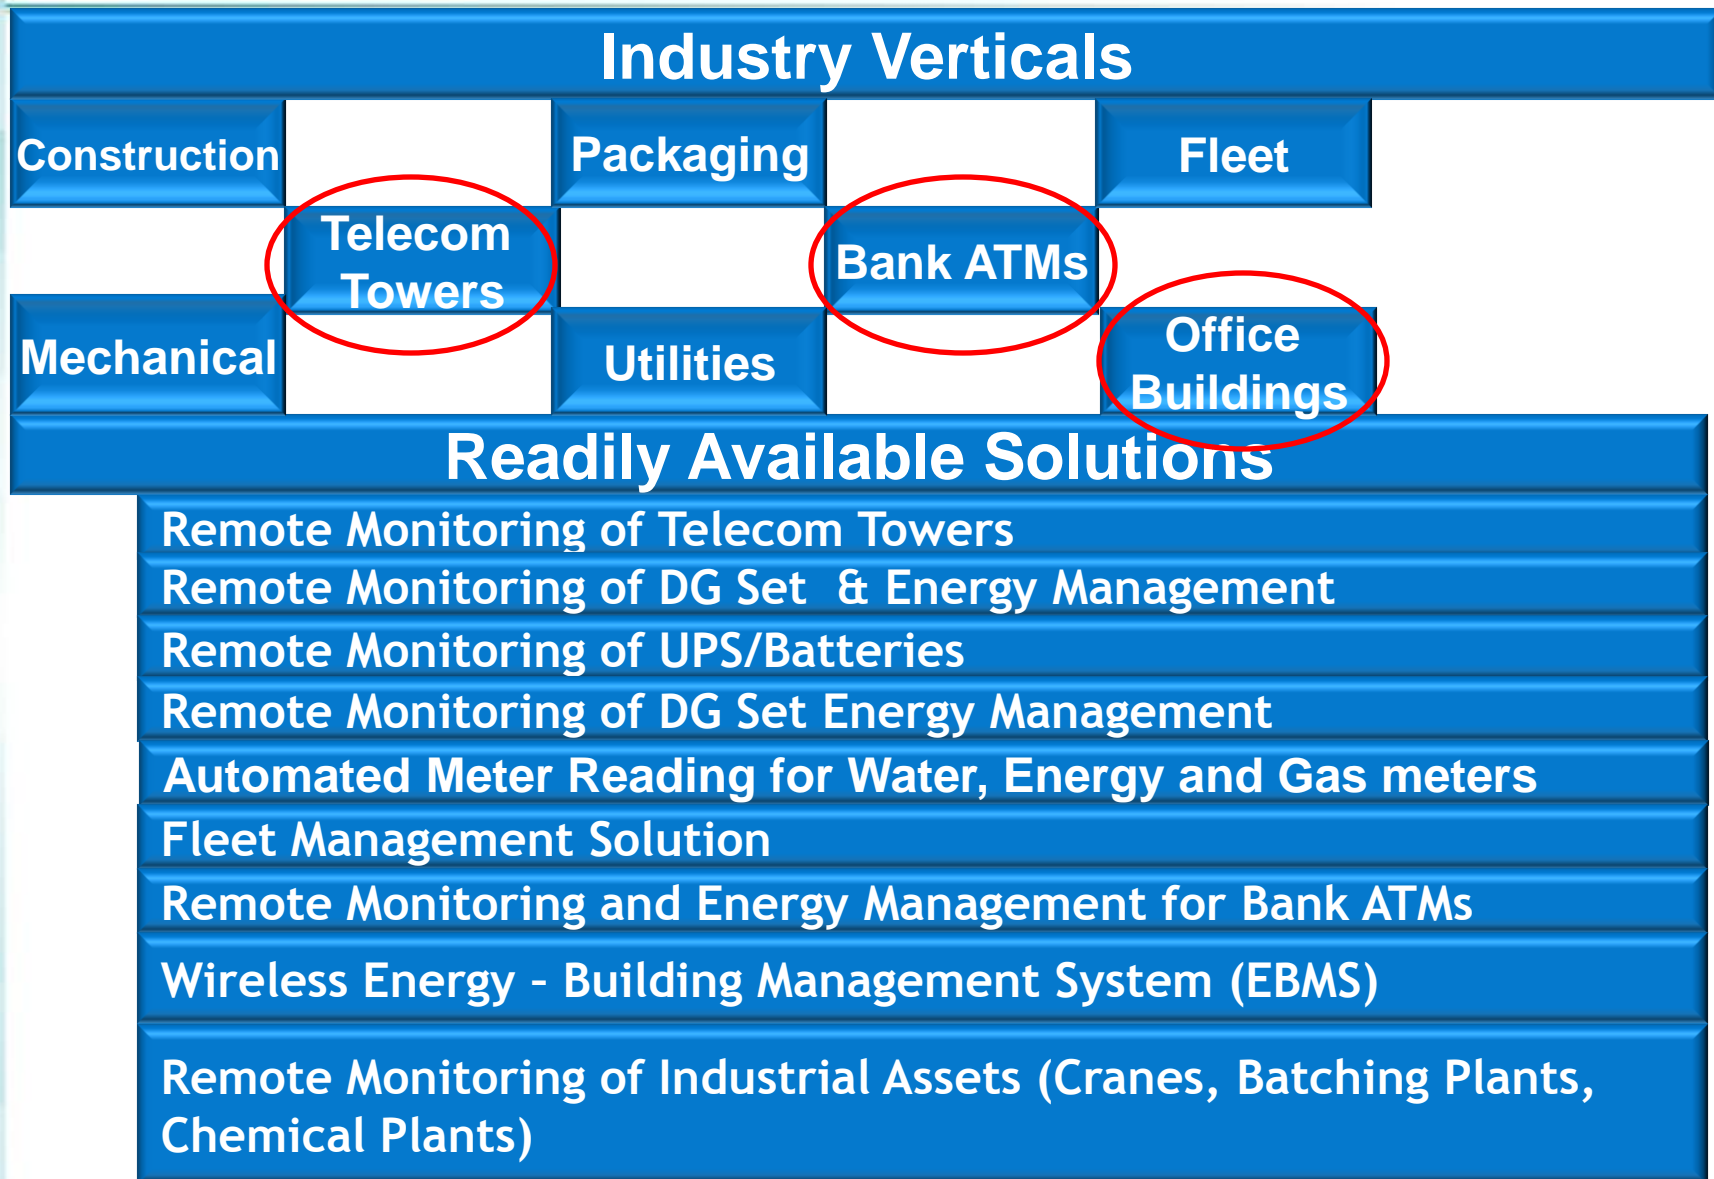 Industry Verticals
Construction
Packaging
Fleet
Telecom
Towers
Bank ATMs
Mechanical
Utilities
Office
Buildings
Readily Available Solutions
Remote Monitoring of Telecom Towers
Remote Monitoring of DG Set  & Energy Management
Remote Monitoring of UPS/Batteries
Remote Monitoring of DG Set Energy Management
Automated Meter Reading for Water, Energy and Gas meters
Fleet Management Solution
Remote Monitoring and Energy Management for Bank ATMs
Wireless Energy – Building Management System (EBMS)
Remote Monitoring of Industrial Assets (Cranes, Batching Plants,
Chemical Plants)